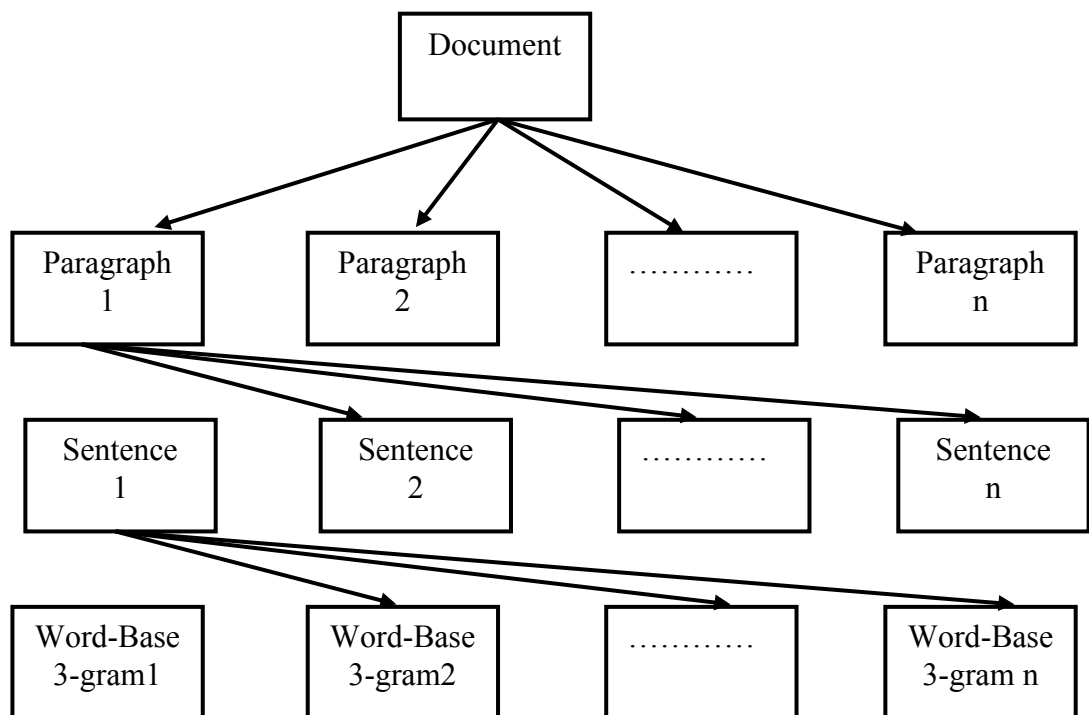 Document
Paragraph
1
Paragraph
2
…………
Paragraph
n
Sentence
1
Sentence
2
…………
Sentence
n
Word-Base
3-gram1
Word-Base
3-gram2
…………
Word-Base
3-gram n